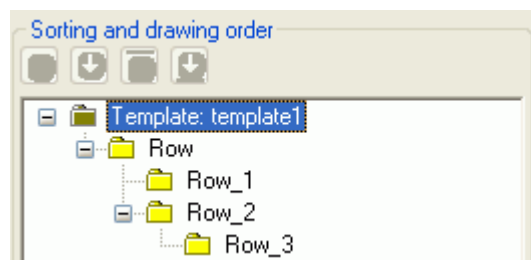 Sorting and drawing order
Template: template1
Row
Row_1
Row_2
Row_3